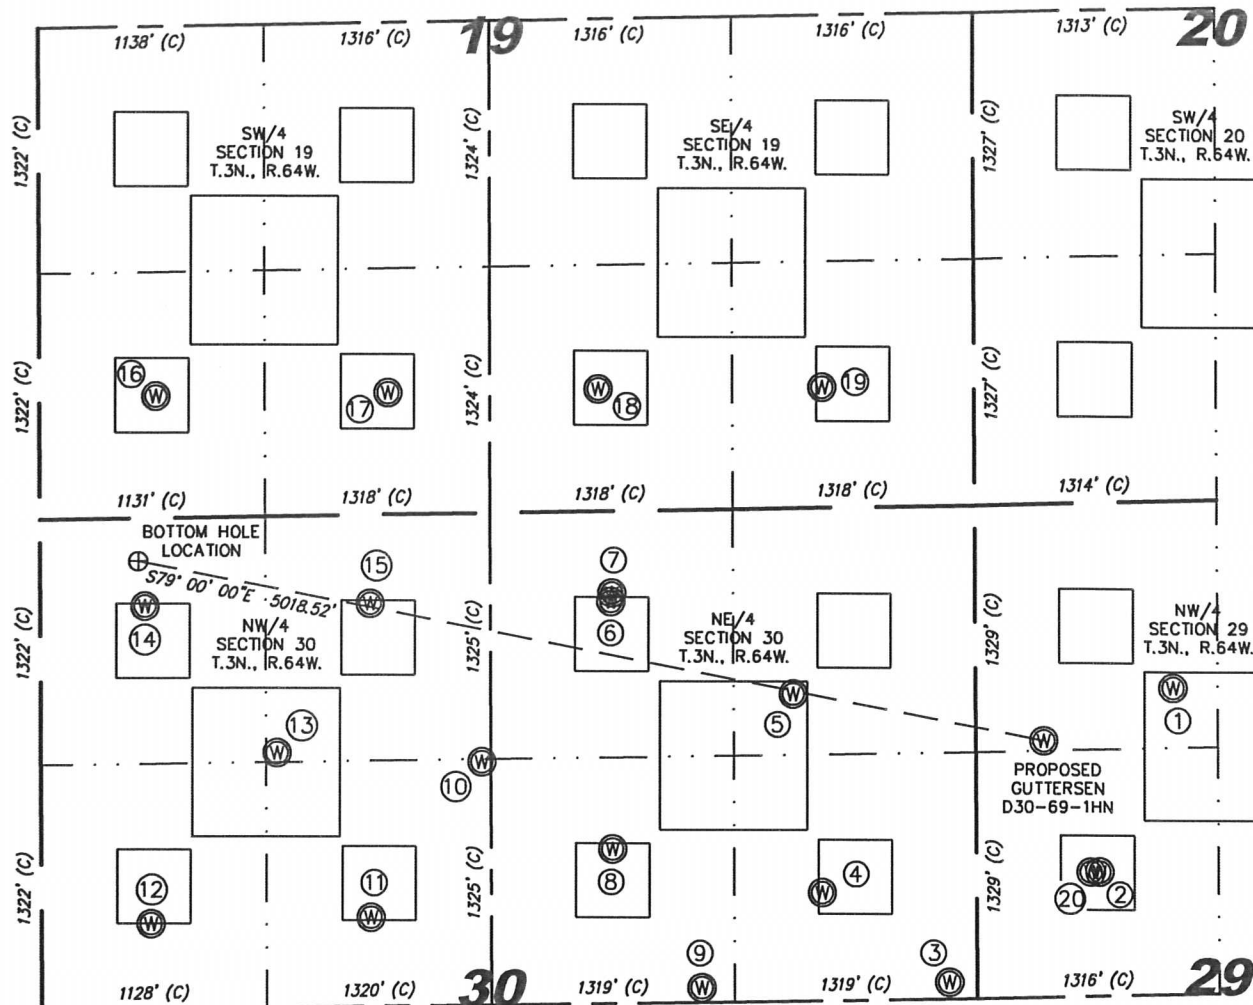 1138' (C)
1316' (C)
19
1316' (C)
1316' (C)
1313' (C)
20
1322' (C)
SW/4
SECTION 19
T.3N., R.64W.
1324' (C)
SE/4
SECTION 19
T.3N., R.64W.
1327' (C)
SW/4
SECTION 20
T.3N., R.64W.
1322' (C)
16
W
17
W
1324' (C)
W
18
W
19
1327' (C)
1131' (C)
1318' (C)
1318' (C)
1318' (C)
1314' (C)
BOTTOM HOLE
LOCATION
S79° 00' 00"E 5018.52'
15
W
7
6
W
14
1322' (C)
NW/4
SECTION 30
T.3N., R.64W.
1325' (C)
NE/4
SECTION 30
T.3N., R.64W.
1329' (C)
NW/4
SECTION 29
T.3N., R.64W.
W
1
W
5
13
W
W
10
W
PROPOSED
GUTTERSEN
D30-69-1HN
1322' (C)
12
W
11
W
1325' (C)
W
8
4
W
1329' (C)
W
20
2
9
W
3
W
1128' (C)
1320' (C)
30
1319' (C)
1319' (C)
1316' (C)
29